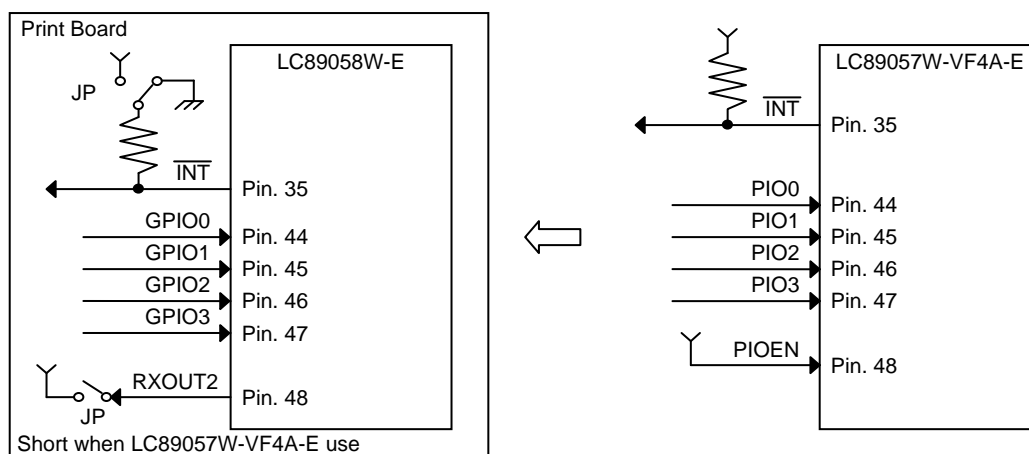 Print Board
LC89058W-E
JP
INT
Pin. 35
GPIO0
Pin. 44
GPIO1
Pin. 45
GPIO2
Pin. 46
GPIO3
Pin. 47
RXOUT2
Pin. 48
JP
Short when LC89057W-VF4A-E use
LC89057W-VF4A-E
INT
Pin. 35
PIO0
Pin. 44
PIO1
Pin. 45
PIO2
Pin. 46
PIO3
Pin. 47
PIOEN
Pin. 48